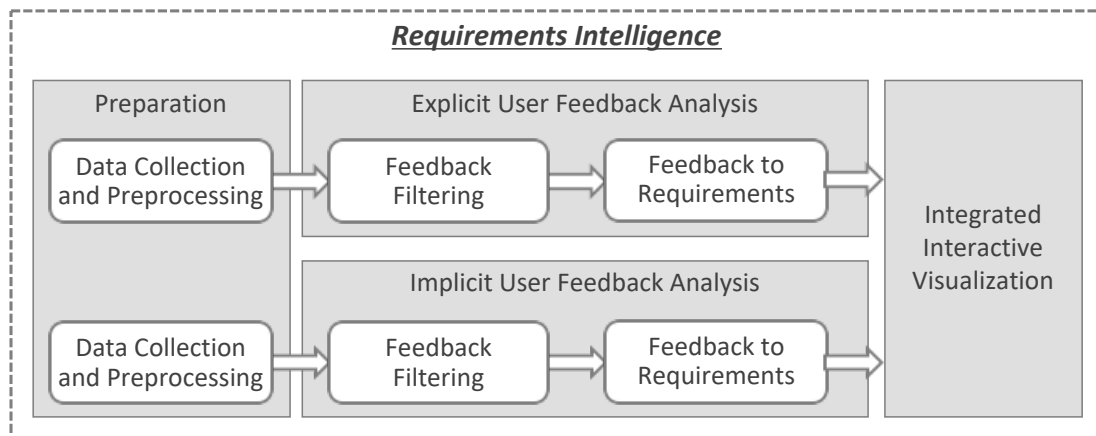 Requirements Intelligence
Preparation
Data Collection
and Preprocessing
Data Collection
and Preprocessing
Explicit User Feedback Analysis
Feedback
Filtering
Feedback to
Requirements
Implicit User Feedback Analysis
Feedback
Filtering
Feedback to
Requirements
Integrated
Interactive
Visualization